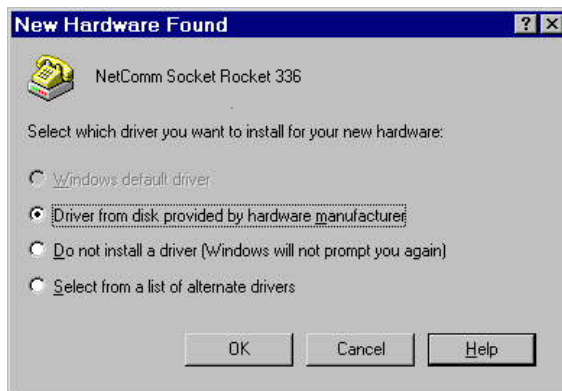 New Hardware Found
NetComm Socket Rocket 336
Select which driver you want to install for your new hardware:
Windows default driver
Driver from disk provided by hardware manufacturer
Do not install a driver (Windows will not prompt you again)
Select from a list of alternate drivers
OK
Cancel
Help